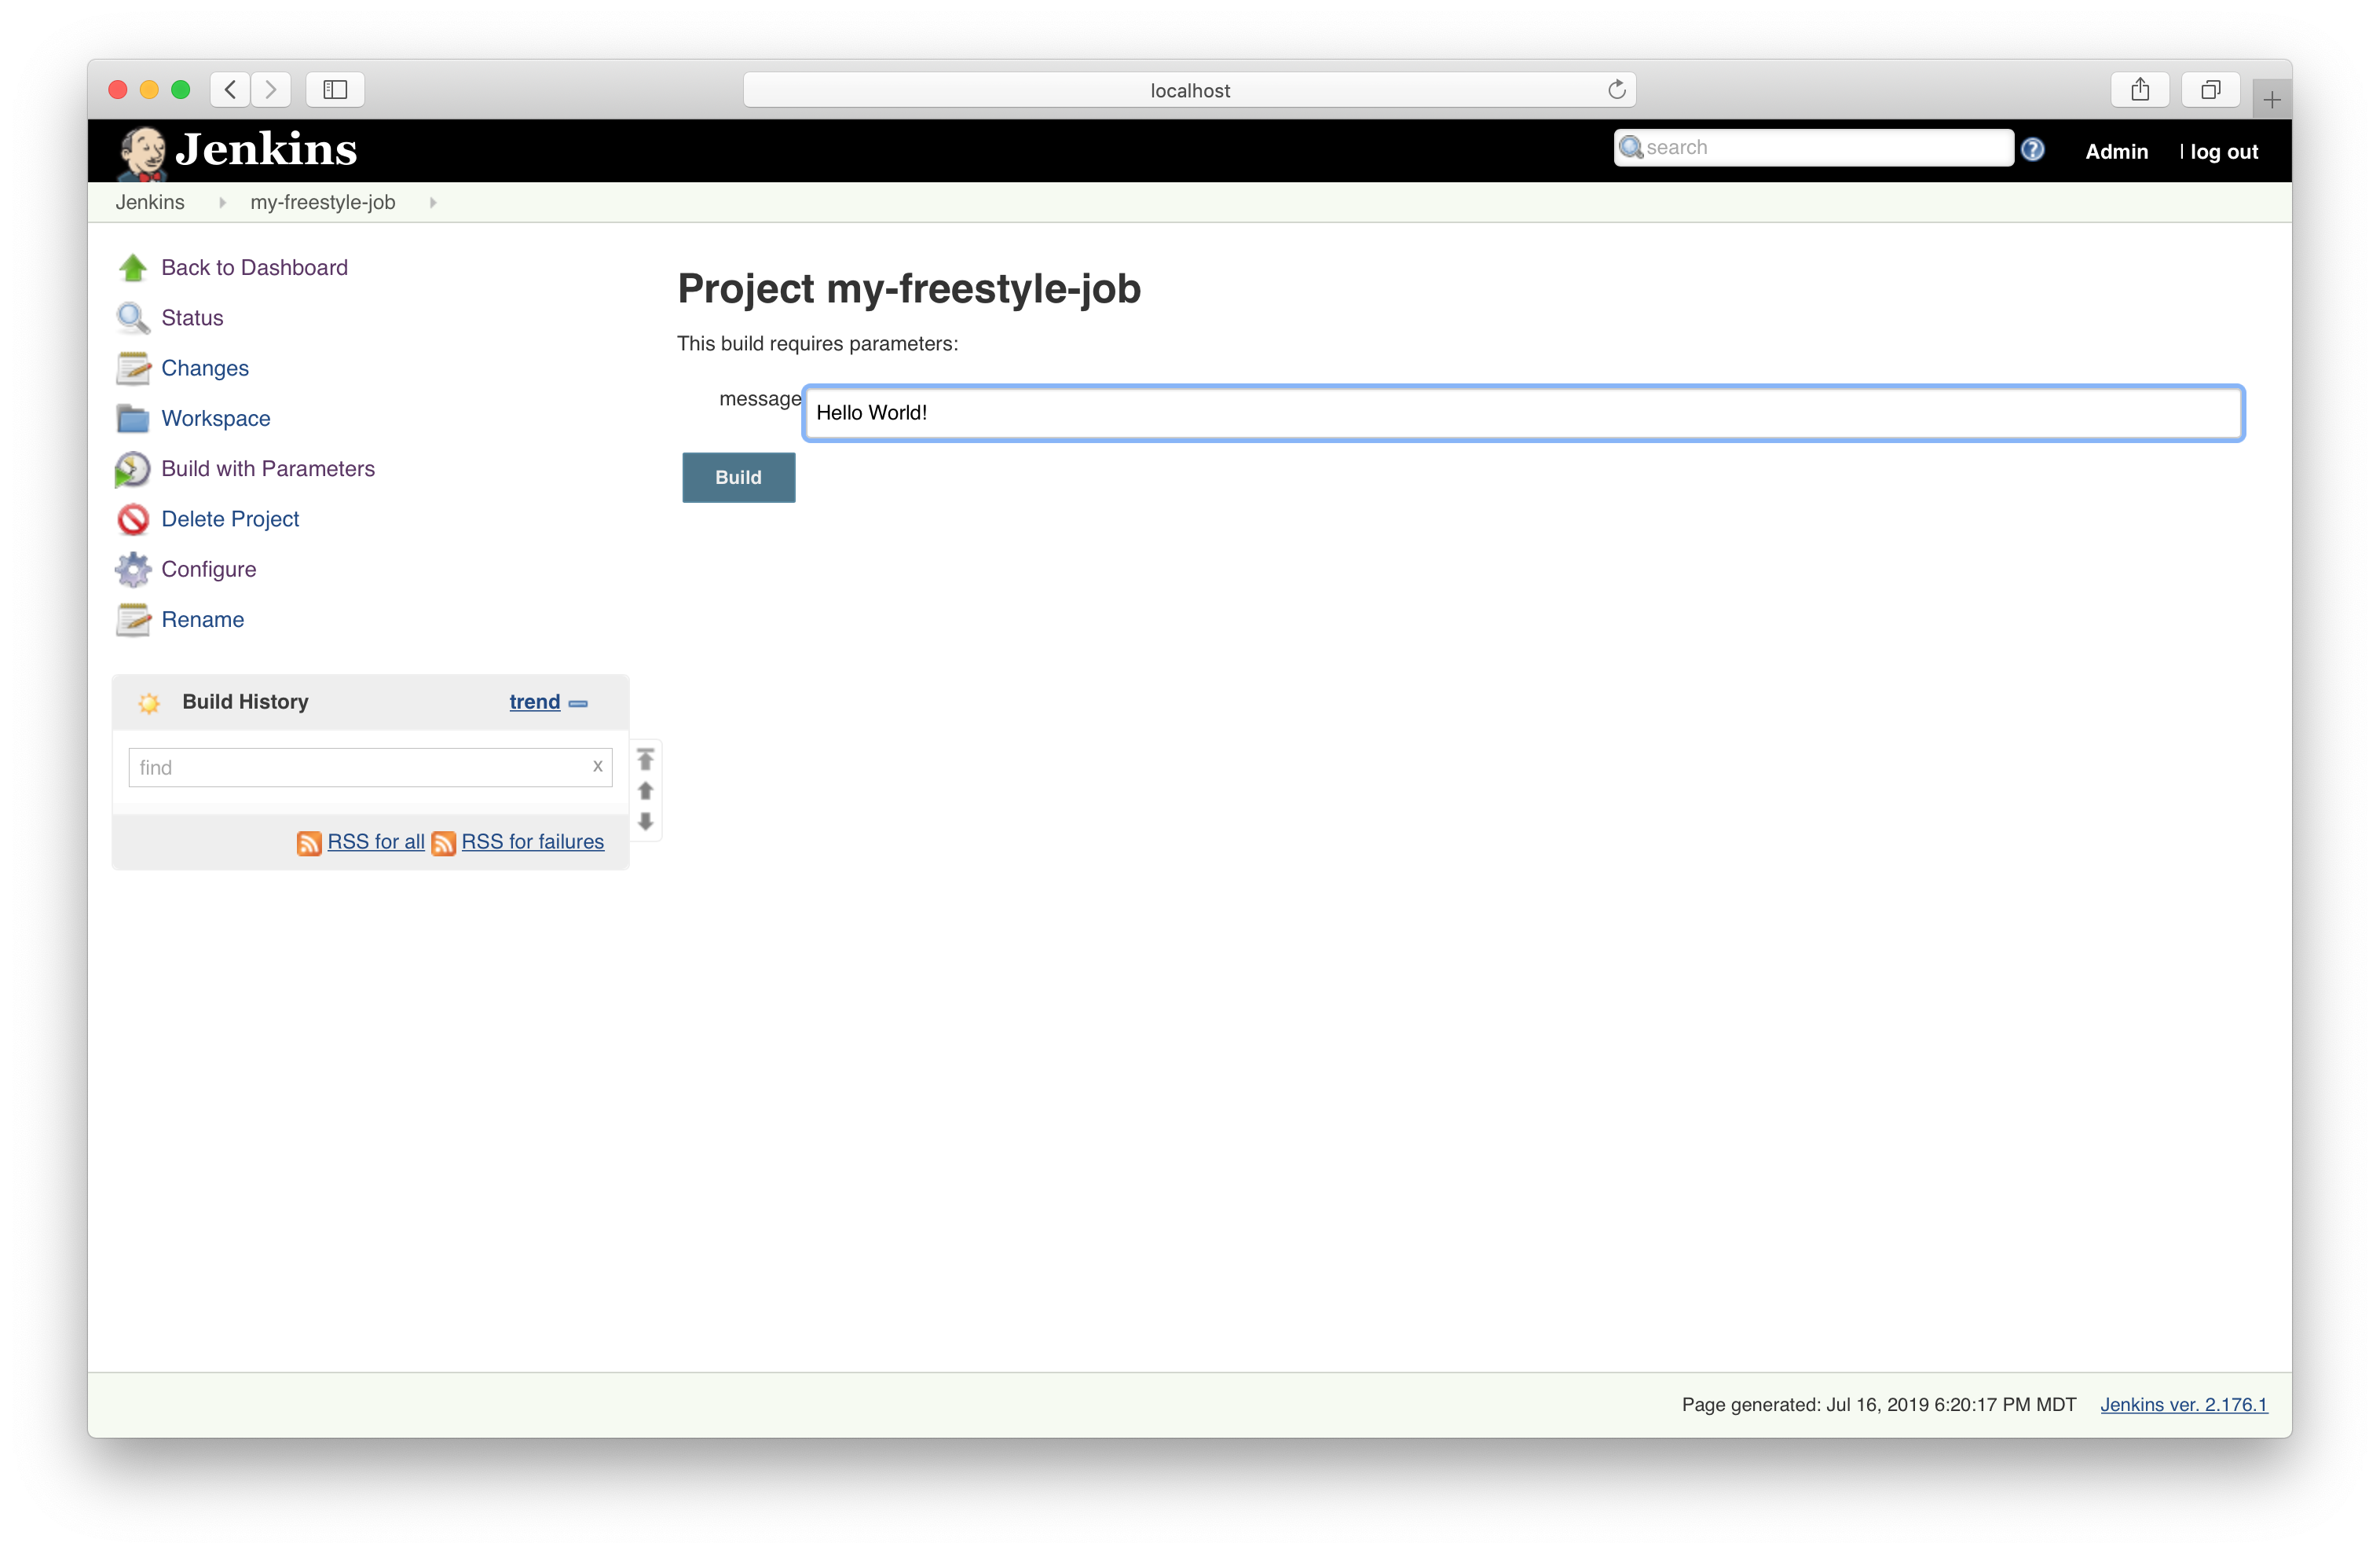 localhost
Jenkins
search
Admin
| log out
Jenkins
my-freestyle-job
Back to Dashboard
Status
Changes
Workspace
Build with Parameters
Delete Project
Configure
Rename
Project my-freestyle-job
This build requires parameters:
message
Hello World!
Build
Build History
trend
find
x
RSS for all
RSS for failures
Page generated: Jul 16, 2019 6:20:17 PM MDT
Jenkins ver. 2.176.1